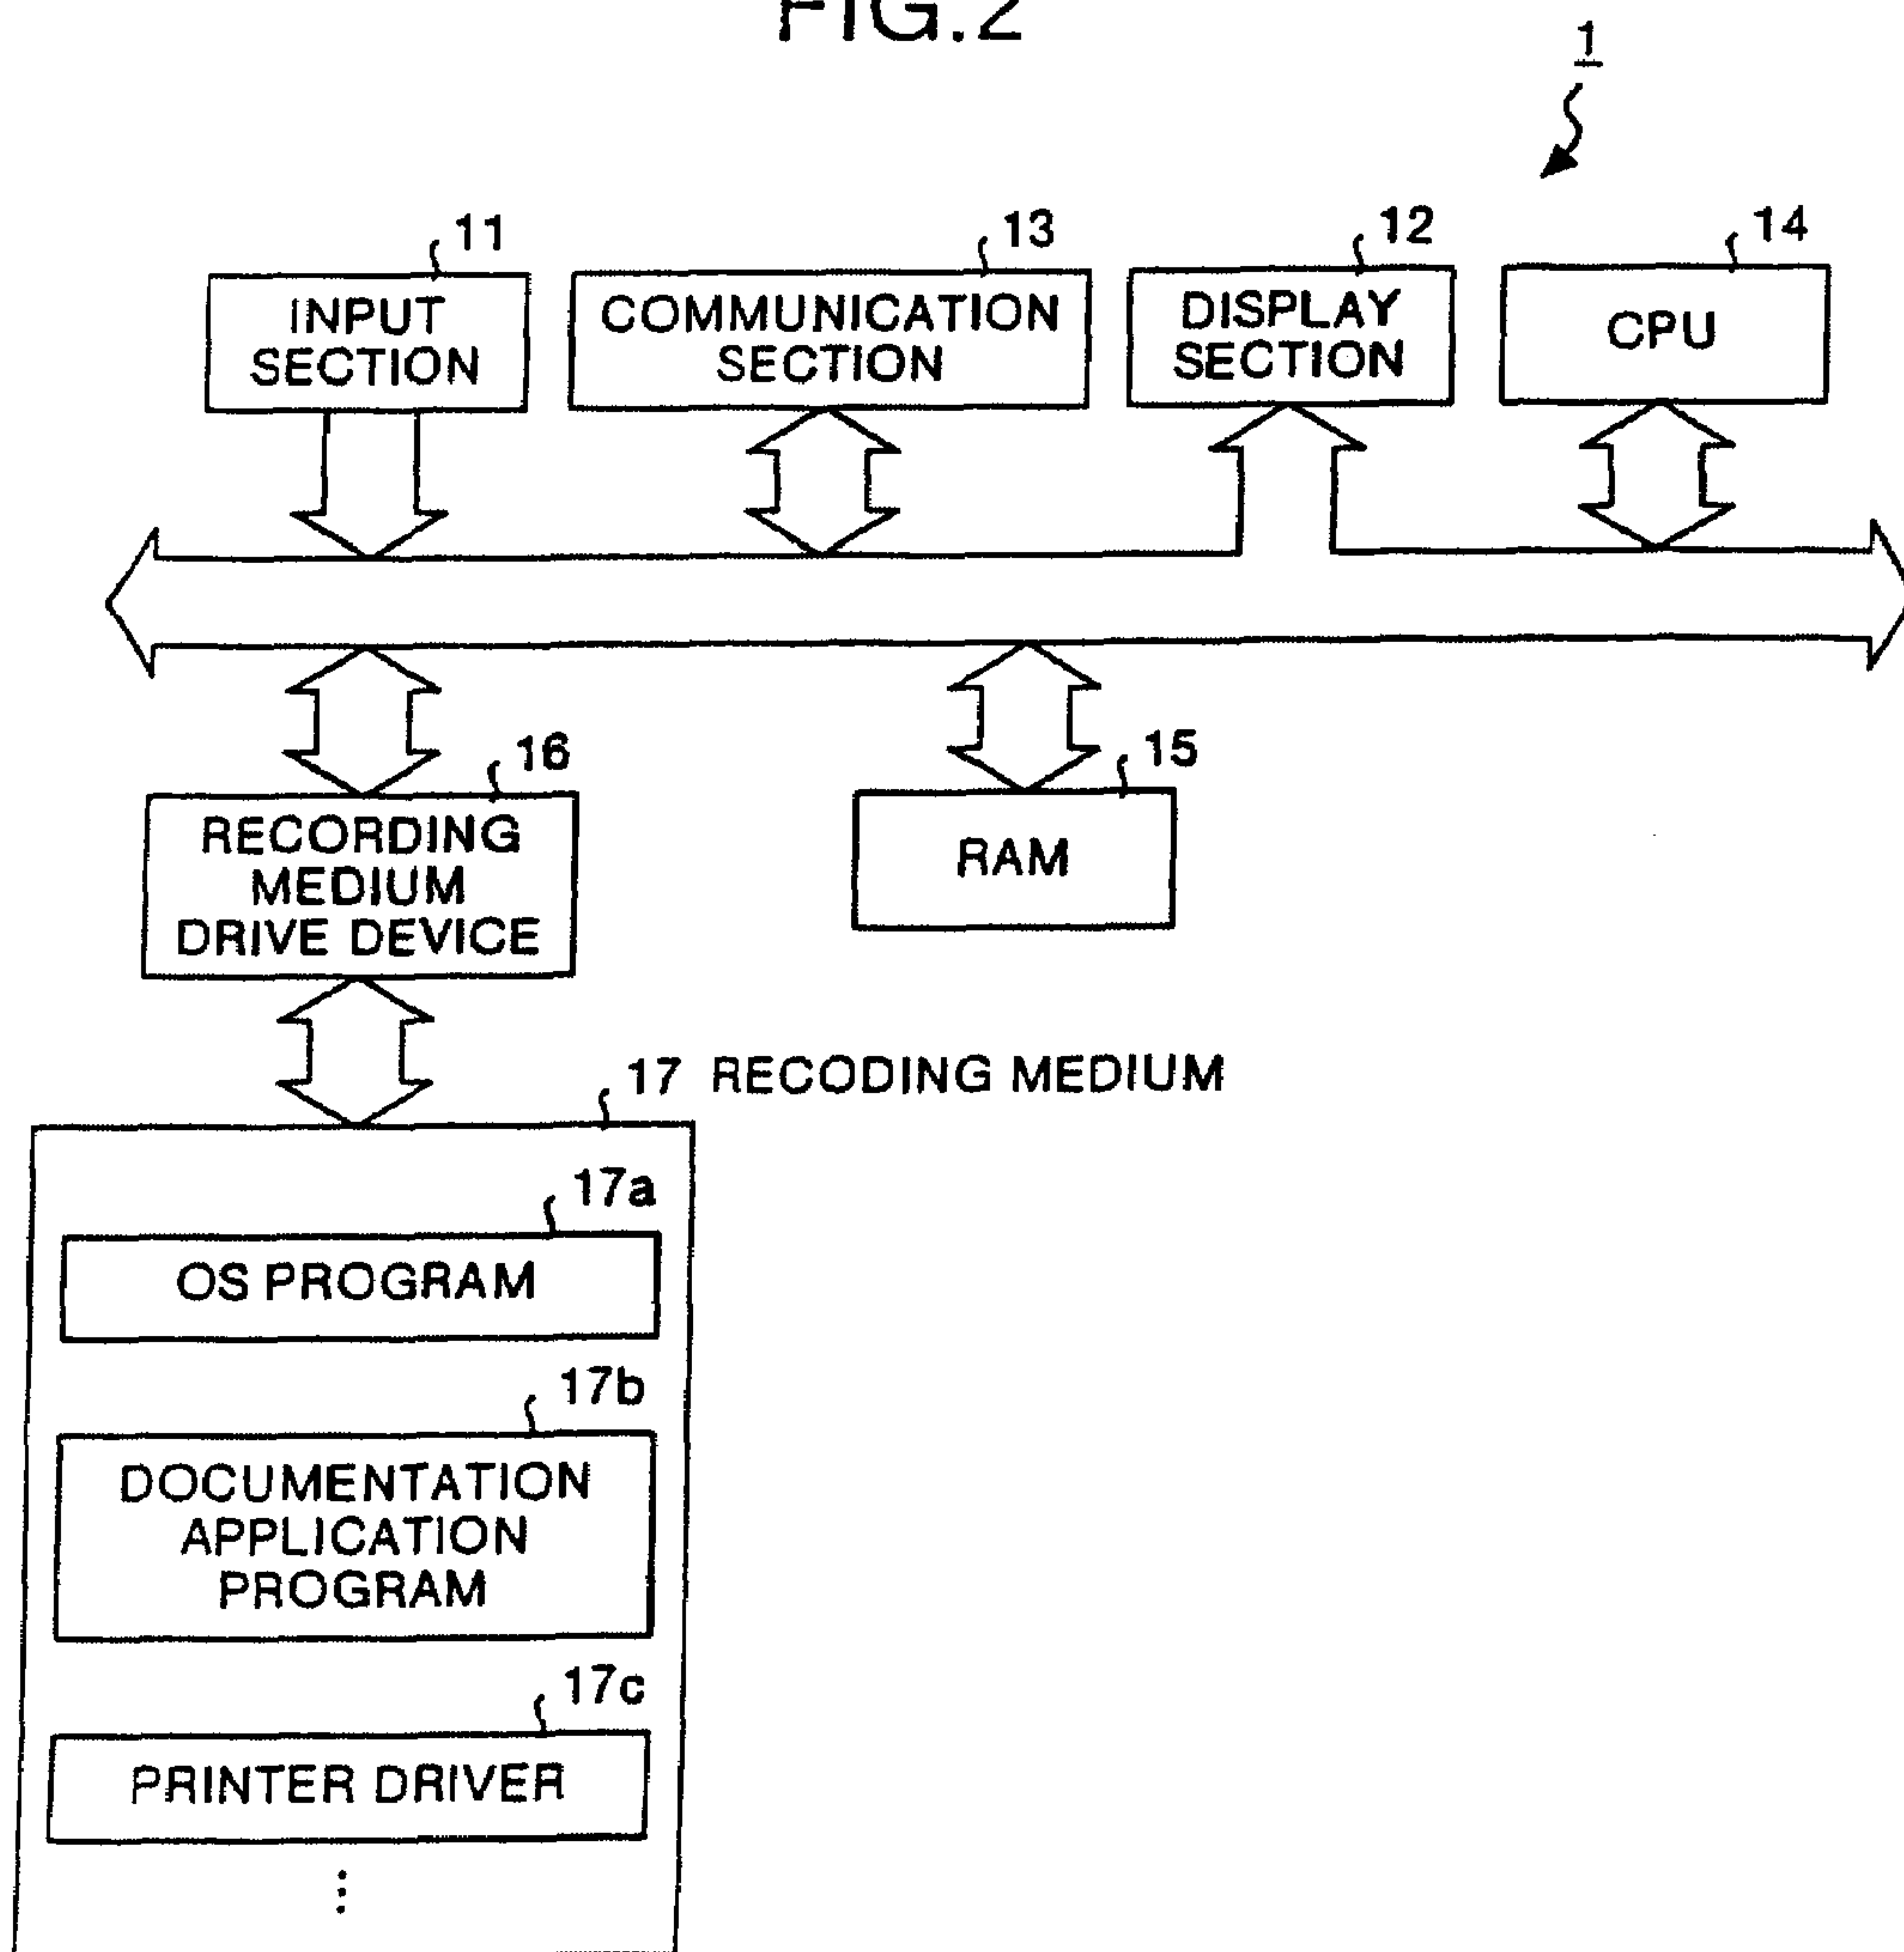 FIG.2
1
11
13
12
14
INPUT
SECTION
COMMUNICATION
SECTION
DISPLAY
SECTION
CPU
16
15
RECORDING
MEDIUM
DRIVE DEVICE
RAM
17 RECODING MEDIUM
17a
OS PROGRAM
17b
DOCUMENTATION
APPLICATION
PROGRAM
17c
PRINTER DRIVER